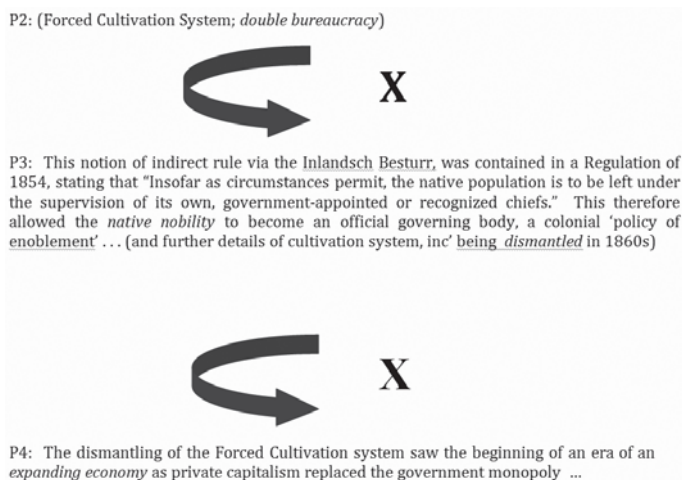 P2: (Forced Cultivation System; double bureaucracy)
X
P3: This notion of indirect rule via the Inlandsch Besturr, was contained in a Regulation of
1854, stating that “Insofar as circumstances permit, the native population is to be left under
the supervision of its own, government-appointed or recognized chiefs.” This therefore
allowed the native nobility to become an official governing body, a colonial ‘policy of
enoblement’ . . . (and further details of cultivation system, inc’ being dismantled in 1860s)
X
P4: The dismantling of the Forced Cultivation system saw the beginning of an era of an
expanding economy as private capitalism replaced the government monopoly ...